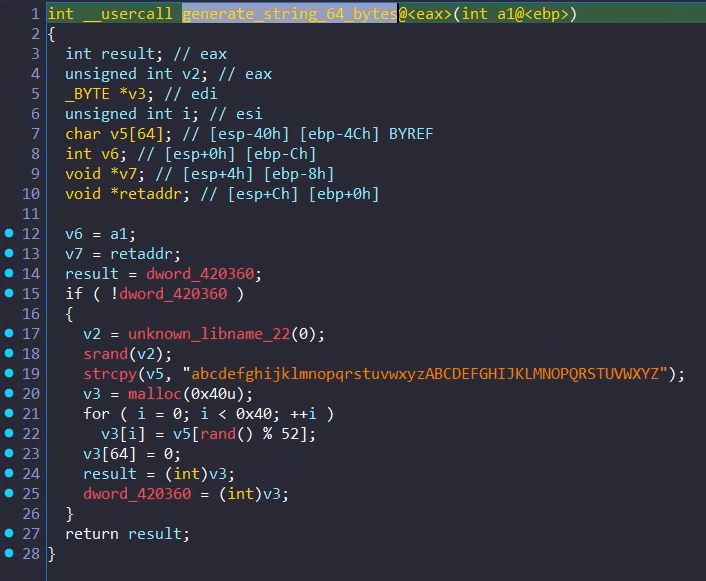 1 int __usercall generate_string_64_bytes@<eax>(int a1@<ebp>)
2 {
3   int result; // eax
4   unsigned int v2; // eax
5   _BYTE *v3; // edi
6   unsigned int i; // esi
7   char v5[64]; // [esp-40h] [ebp-4Ch] BYREF
8   int v6; // [esp+0h] [ebp-Ch]
9   void *v7; // [esp+4h] [ebp-8h]
10   void *retaddr; // [esp+Ch] [ebp+0h]
11
12   v6 = a1;
13   v7 = retaddr;
14   result = dword_420360;
15   if ( !dword_420360 )
16   {
17     v2 = unknown_libname_22(0);
18     srand(v2);
19     strcpy(v5, "abcdefghijklmnopqrstuvwxyzABCDEFGHIJKLMNOPQRSTUVWXYZ");
20     v3 = malloc(0x40u);
21     for ( i = 0; i < 0x40; ++i )
22       v3[i] = v5[rand() % 52];
23     v3[64] = 0;
24     result = (int)v3;
25     dword_420360 = (int)v3;
26   }
27   return result;
28 }